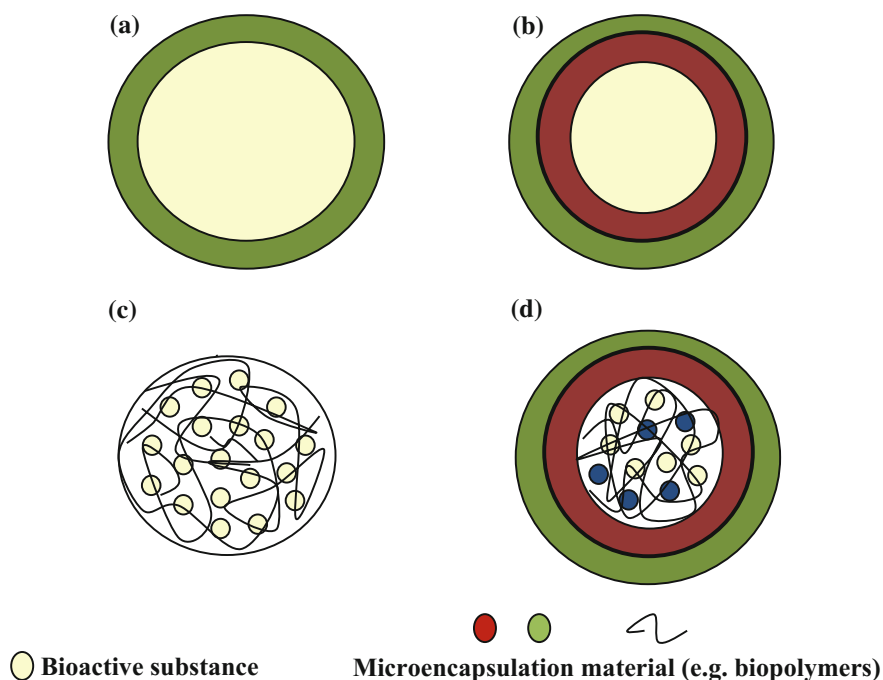 (a)
(b)
(c)
(d)
Bioactive substance
Microencapsulation material (e.g. biopolymers)